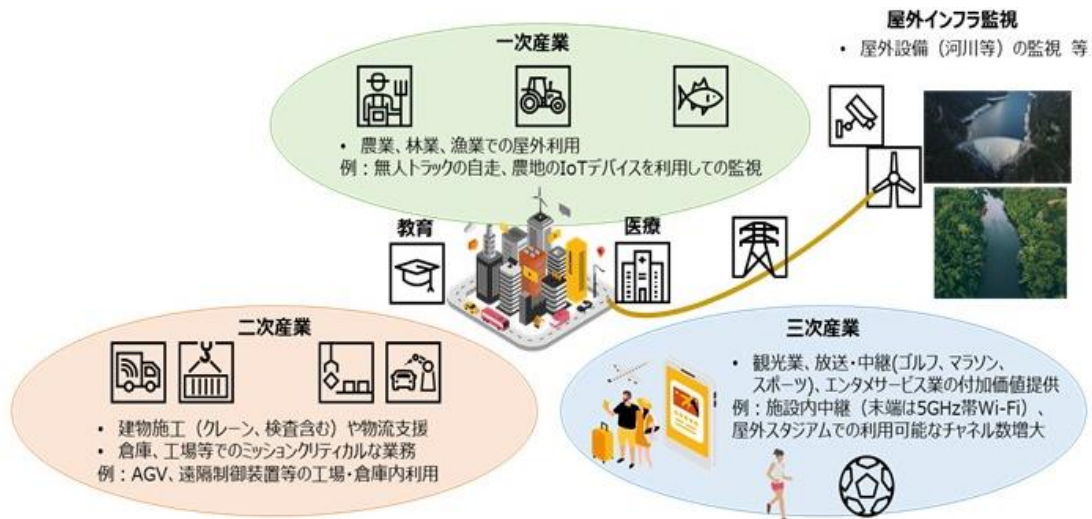 屋外インフラ監視
• 屋外設備（河川等）の監視 等
一次産業
• 農業、林業、漁業での屋外利用
例：無人トラックの自走、農地のIoTデバイスを利用しての監視
教育
医療
二次産業
• 建物施工（クレーン、検査含む）や物流支援
• 倉庫、工場等でのミッションクリティカルな業務
例：AGV、遠隔制御装置等の工場・倉庫内利用
三次産業
• 観光業、放送・中継(ゴルフ、マラソン、
スポーツ)、エンタメサービス業の付加価値提供
例：施設内中継（末端は5GHz帯Wi-Fi）、
屋外スタジアムでの利用可能なチャネル数増大